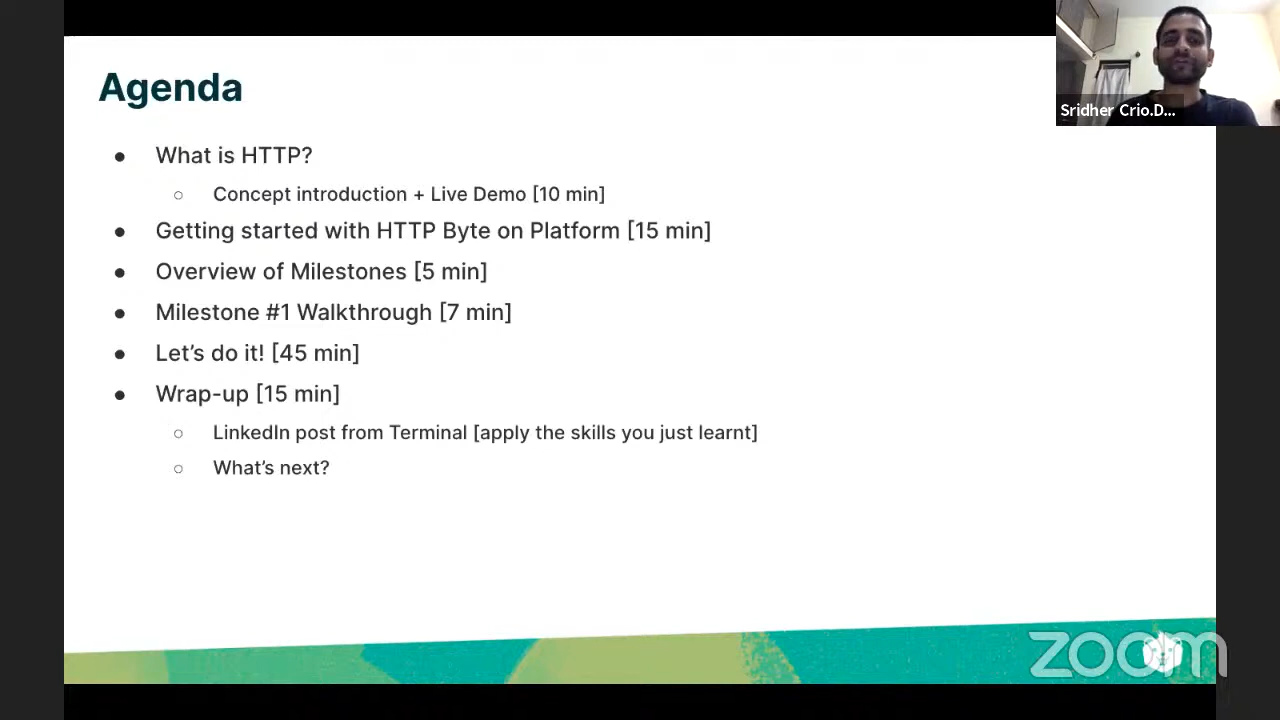 Agenda
Sridher Crio.D...
● What is HTTP?
○ Concept introduction + Live Demo [10 min]
● Getting started with HTTP Byte on Platform [15 min]
● Overview of Milestones [5 min]
● Milestone #1 Walkthrough [7 min]
● Let’s do it! [45 min]
● Wrap-up [15 min]
○ LinkedIn post from Terminal [apply the skills you just learnt]
○ What’s next?
zoom